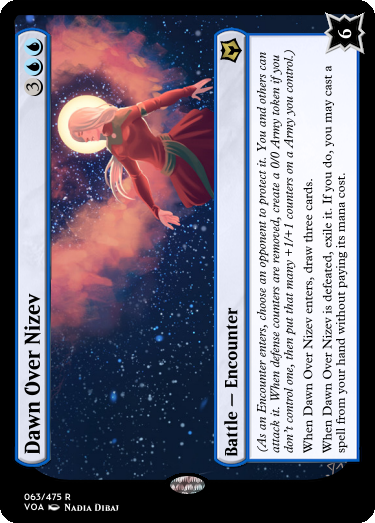 Dawn Over Nizev
3
Battle — Encounter
(As an Encounter enters, choose an opponent to protect it. You and others can
attack it. When defense counters are removed, create a 0/0 Army token if you
don't control one, then put that many +1/+1 counters on a Army you control.)
When Dawn Over Nizev enters, draw three cards.
When Dawn Over Nizev is defeated, exile it. If you do, you may cast a
spell from your hand without paying its mana cost.
6
063/475 R
VOA Nadia Dibaj